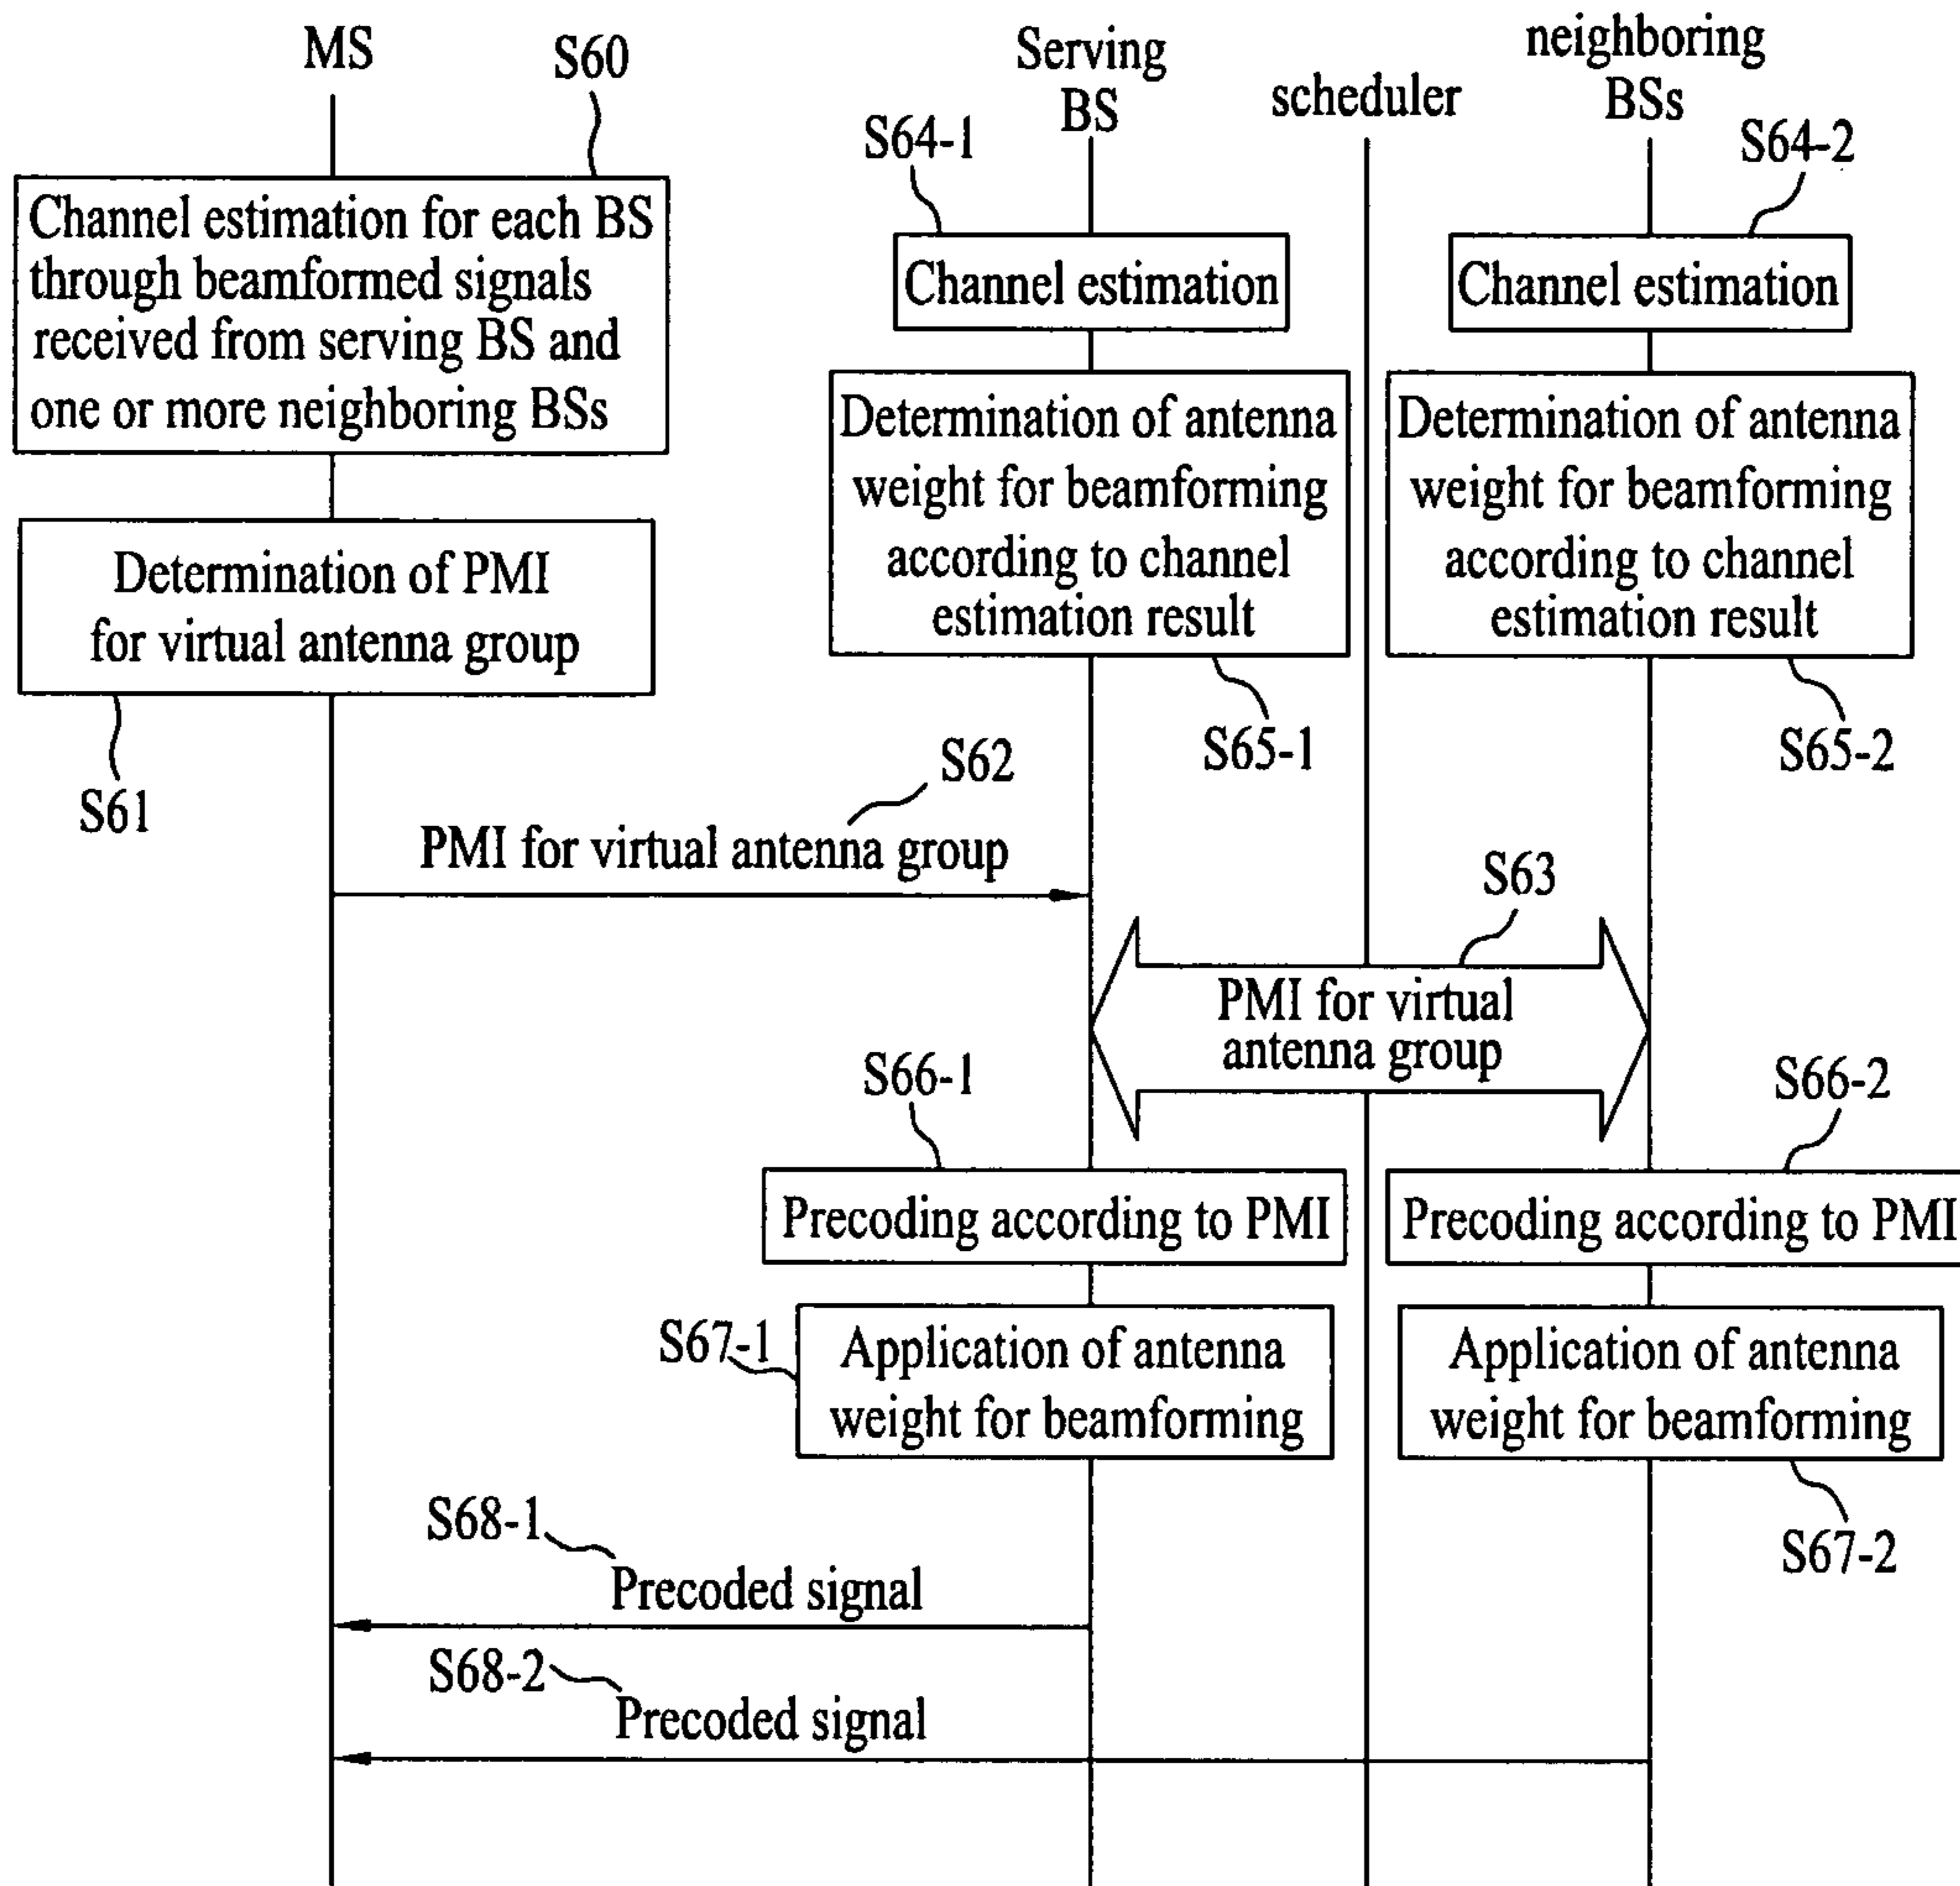 MS
S60
Serving
BS
scheduler
neighboring
BSs
S64-1
S64-2
Channel estimation for each BS
through beamformed signals
received from serving BS and
one or more neighboring BSs
Channel estimation
Channel estimation
Determination of antenna
weight for beamforming
according to channel
estimation result
Determination of antenna
weight for beamforming
according to channel
estimation result
Determination of PMI
for virtual antenna group
S61
S65-1
S65-2
S62
PMI for virtual antenna group
S63
PMI for virtual
antenna group
S66-1
S66-2
Precoding according to PMI
Precoding according to PMI
S67-1
Application of antenna
weight for beamforming
Application of antenna
weight for beamforming
S67-2
S68-1
Precoded signal
S68-2
Precoded signal